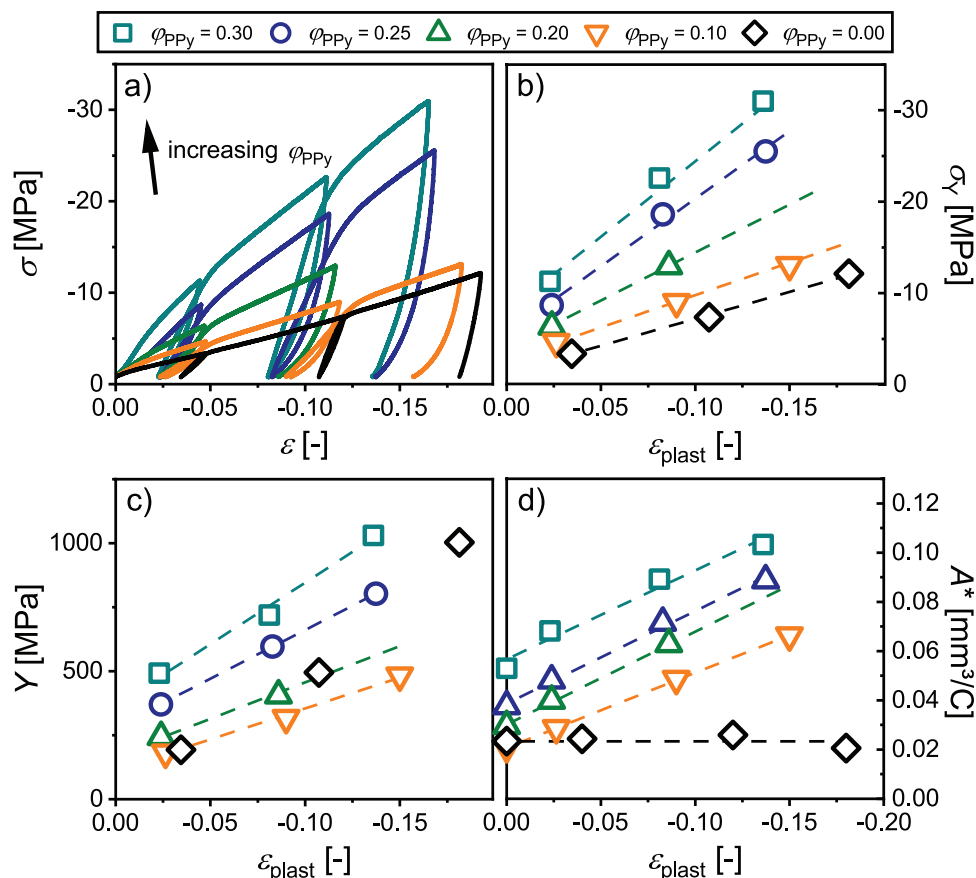 φPPy = 0.30 φPPy = 0.25 φPPy = 0.20 φPPy = 0.10 φPPy = 0.00
a)
increasing φPPy
σ [MPa]
-30
-20
-10
0
0.00 -0.05 -0.10 -0.15
ε [-]
b)
σY [MPa]
-30
-20
-10
0
0.00 -0.05 -0.10 -0.15
εplast [-]
c)
Y [MPa]
1000
500
0
0.00 -0.05 -0.10 -0.15
εplast [-]
d)
A* [mm³/C]
0.12
0.10
0.08
0.06
0.04
0.02
0.00
0.00 -0.05 -0.10 -0.15 -0.20
εplast [-]